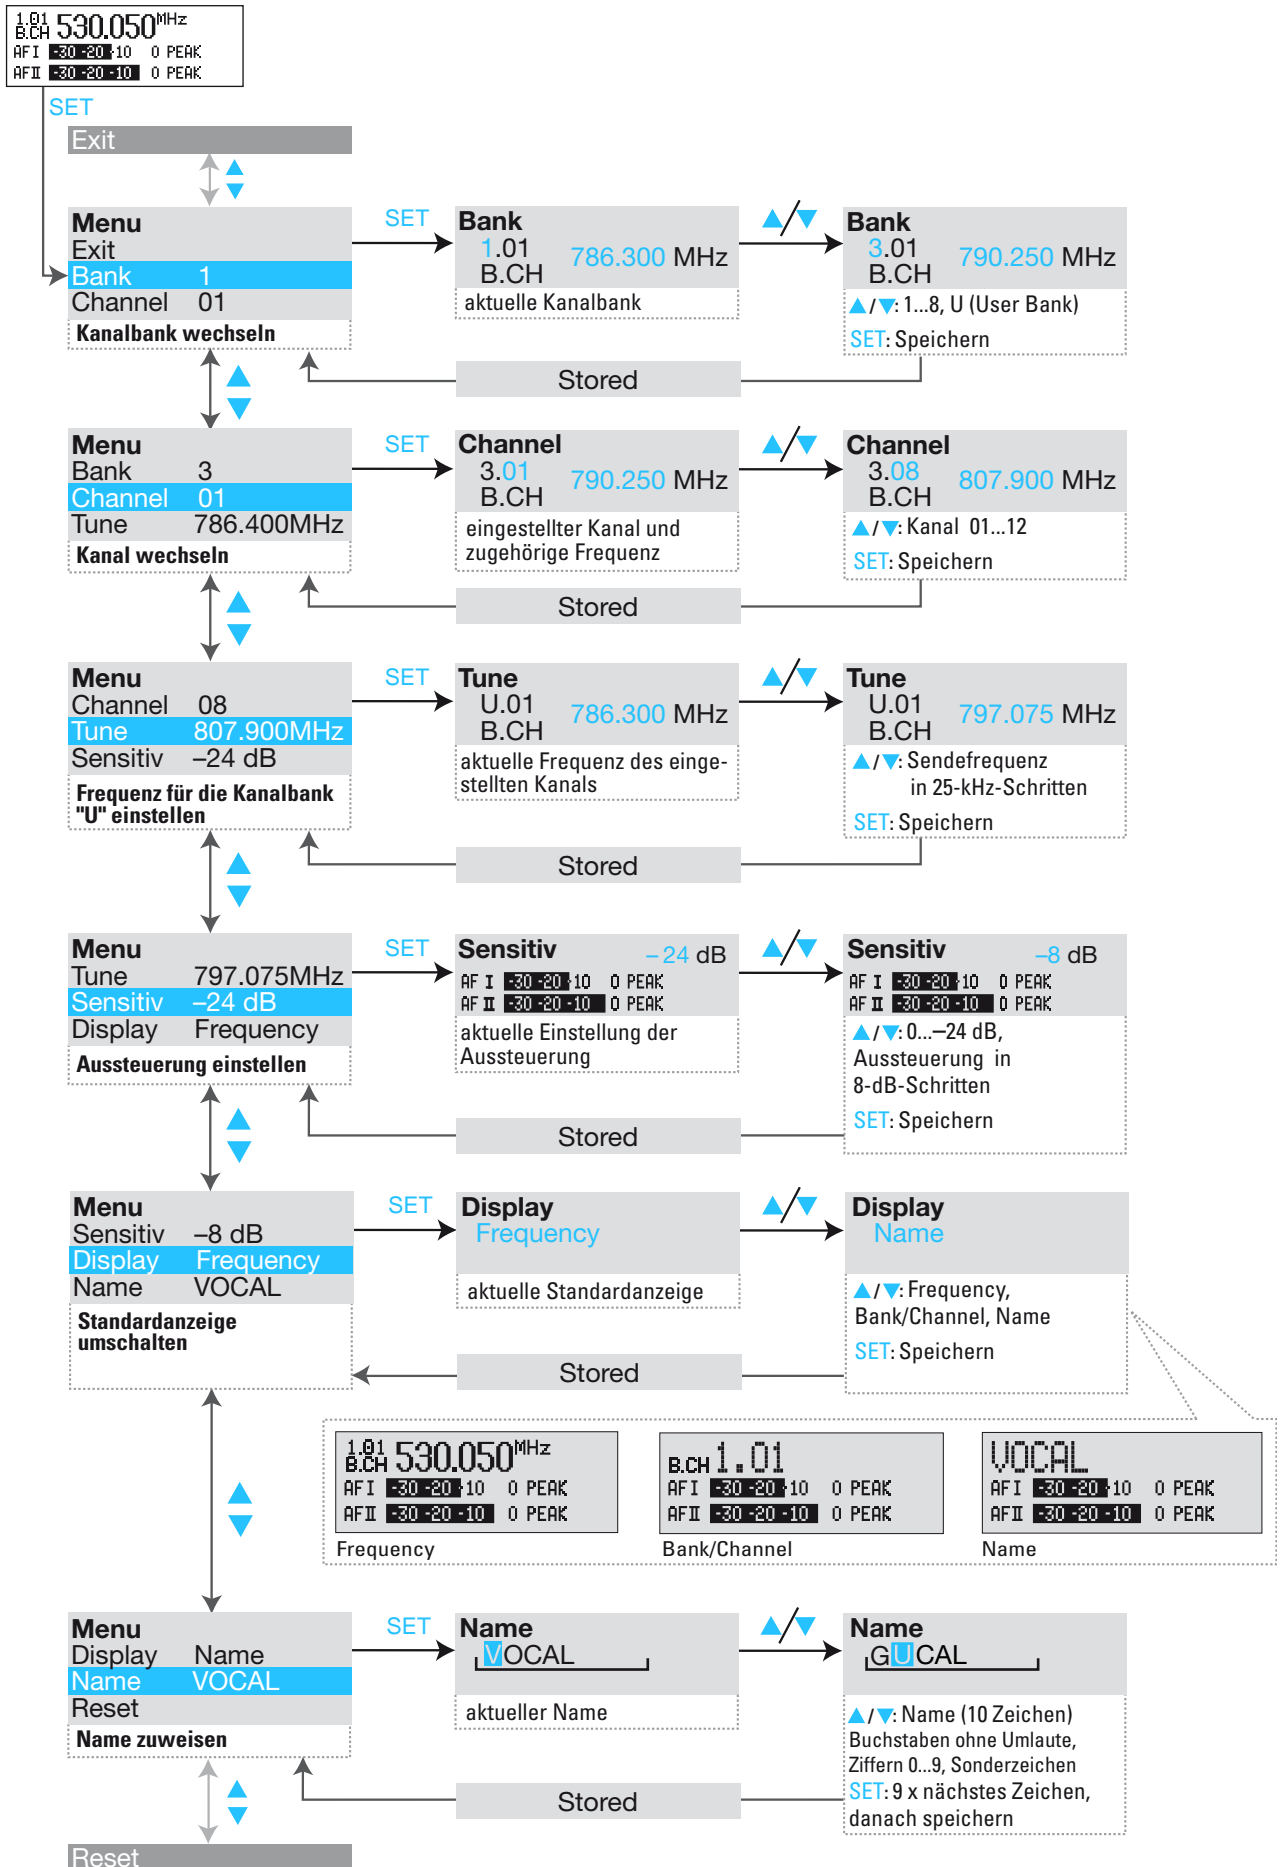 1.01
B.CH 530.050 MHz
AF I -30 -20 -10 0 PEAK
AF II -30 -20 -10 0 PEAK
SET
Exit
Menu
Exit
Bank 1
Channel 01
Kanalbank wechseln
SET
Bank
1.01
B.CH
786.300 MHz
aktuelle Kanalbank
▲/▼
Bank
3.01
B.CH
790.250 MHz
▲/▼: 1...8, U (User Bank)
SET: Speichern
Stored
Menu
Bank 3
Channel 01
Tune 786.400MHz
Kanal wechseln
SET
Channel
3.01
B.CH
790.250 MHz
eingestellter Kanal und
zugehörige Frequenz
▲/▼
Channel
3.08
B.CH
807.900 MHz
▲/▼: Kanal 01...12
SET: Speichern
Stored
Menu
Channel 08
Tune 807.900MHz
Sensitiv –24 dB
Frequenz für die Kanalbank
"U" einstellen
SET
Tune
U.01
B.CH
786.300 MHz
aktuelle Frequenz des einge-
stellten Kanals
▲/▼
Tune
U.01
B.CH
797.075 MHz
▲/▼: Sendefrequenz
in 25-kHz-Schritten
SET: Speichern
Stored
Menu
Tune 797.075MHz
Sensitiv –24 dB
Display Frequency
Aussteuerung einstellen
SET
Sensitiv – 24 dB
AF I -30 -20 -10 0 PEAK
AF II -30 -20 -10 0 PEAK
aktuelle Einstellung der
Aussteuerung
▲/▼
Sensitiv –8 dB
AF I -30 -20 -10 0 PEAK
AF II -30 -20 -10 0 PEAK
▲/▼: 0...–24 dB,
Aussteuerung in
8-dB-Schritten
SET: Speichern
Stored
Menu
Sensitiv –8 dB
Display Frequency
Name VOCAL
Standardanzeige
umschalten
SET
Display
Frequency
aktuelle Standardanzeige
▲/▼
Display
Name
▲/▼: Frequency,
Bank/Channel, Name
SET: Speichern
Stored
1.01
B.CH 530.050 MHz
AF I -30 -20 -10 0 PEAK
AF II -30 -20 -10 0 PEAK
Frequency
B.CH 1.01
AF I -30 -20 -10 0 PEAK
AF II -30 -20 -10 0 PEAK
Bank/Channel
VOCAL
AF I -30 -20 -10 0 PEAK
AF II -30 -20 -10 0 PEAK
Name
Menu
Display Name
Name VOCAL
Reset
Name zuweisen
SET
Name
VOCAL
aktueller Name
▲/▼
Name
GUCAL
▲/▼: Name (10 Zeichen)
Buchstaben ohne Umlaute,
Ziffern 0...9, Sonderzeichen
SET: 9 x nächstes Zeichen,
danach speichern
Stored
Reset